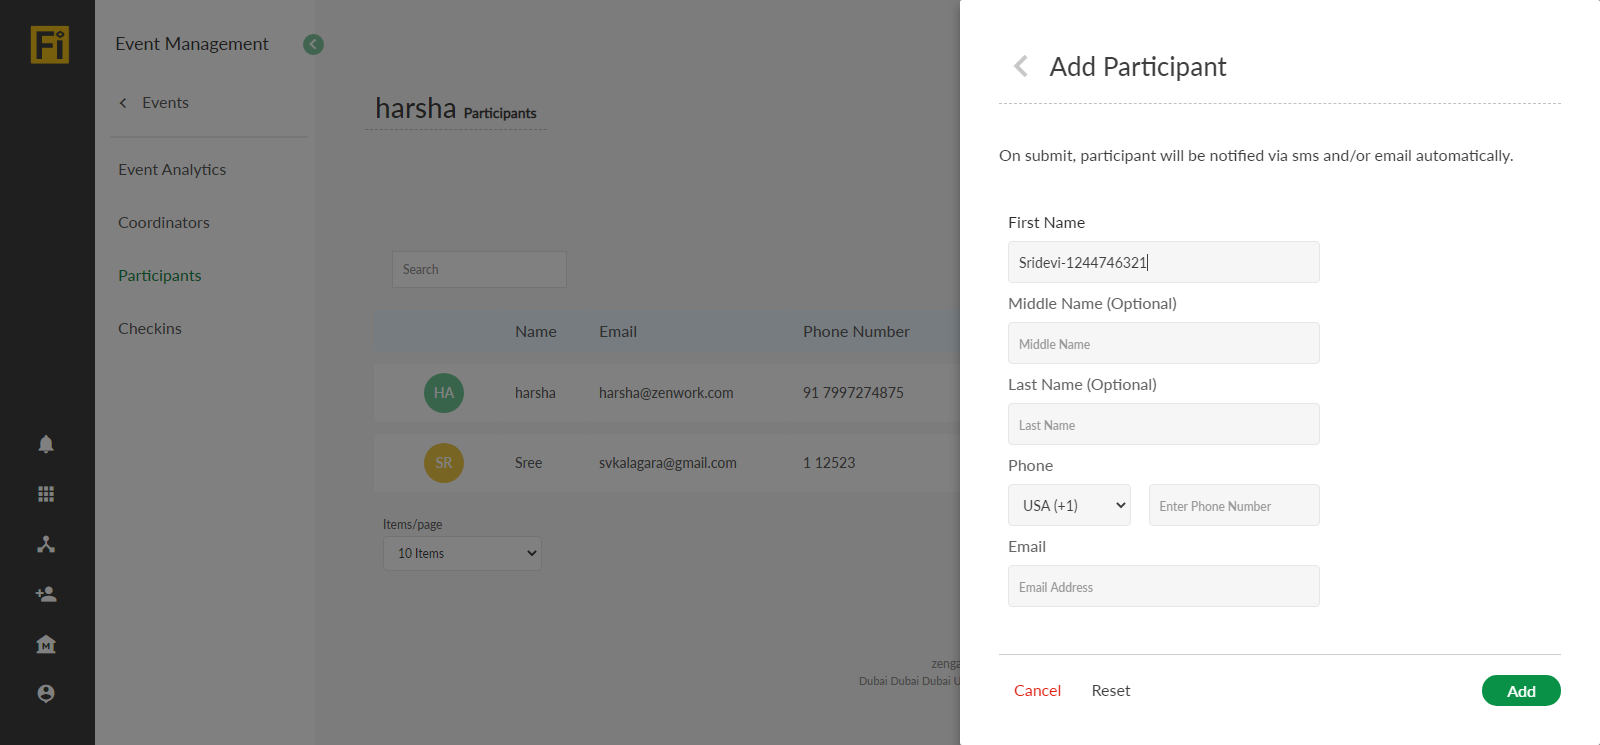 Fi
Event Management
Events
Event Analytics
Coordinators
Participants
Checkins
M
harsha Participants
Search
Name Email Phone Number
HA harsha harsha@zenwork.com 91 7997274875
SR Sree svkalagara@gmail.com 1 12523
Items/page
10 Items
Dubai Dubai Dubai
Add Participant
On submit, participant will be notified via sms and/or email automatically.
First Name
Sridevi-1244746321
Middle Name (Optional)
Middle Name
Last Name (Optional)
Last Name
Phone
USA (+1) Enter Phone Number
Email
Email Address
Cancel Reset Add